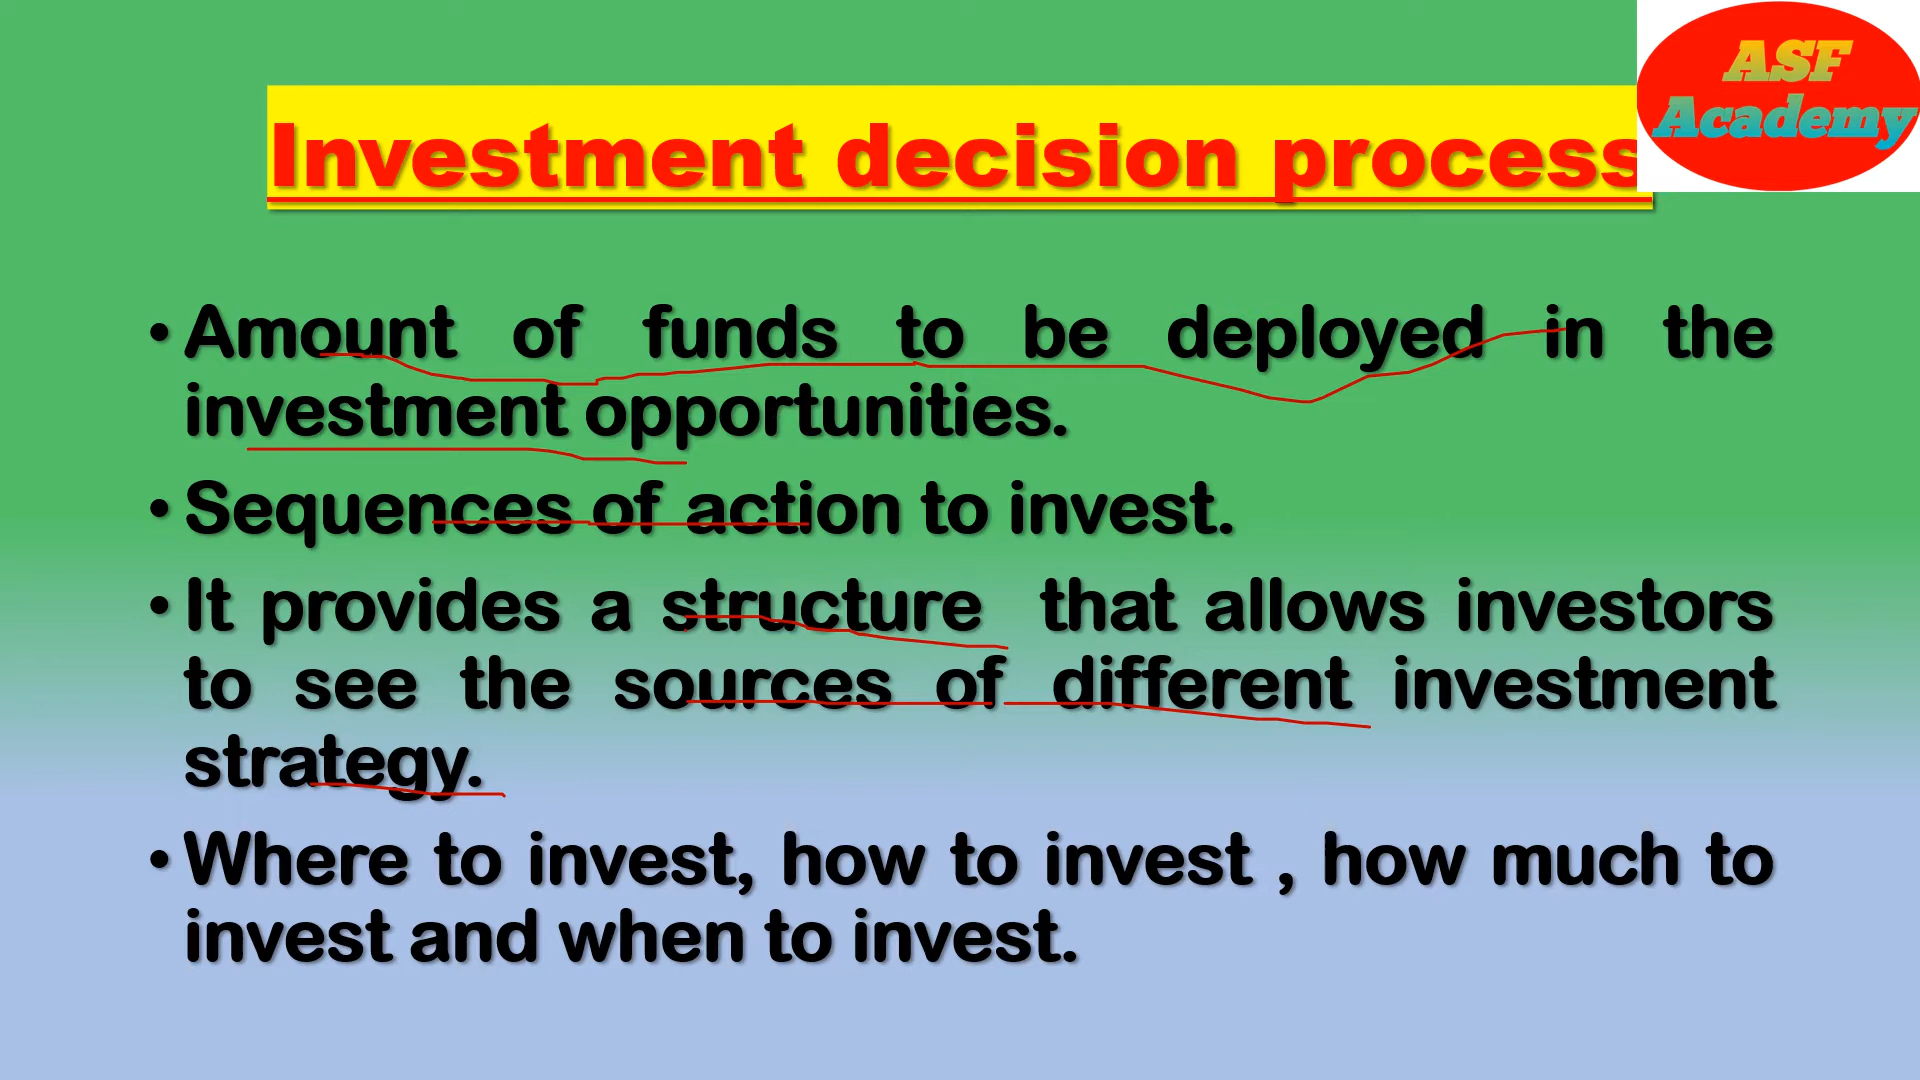 ASF
Academy
Investment decision process
• Amount of funds to be deployed in the
investment opportunities.
• Sequences of action to invest.
• It provides a structure that allows investors
to see the sources of different investment
strategy.
• Where to invest, how to invest , how much to
invest and when to invest.